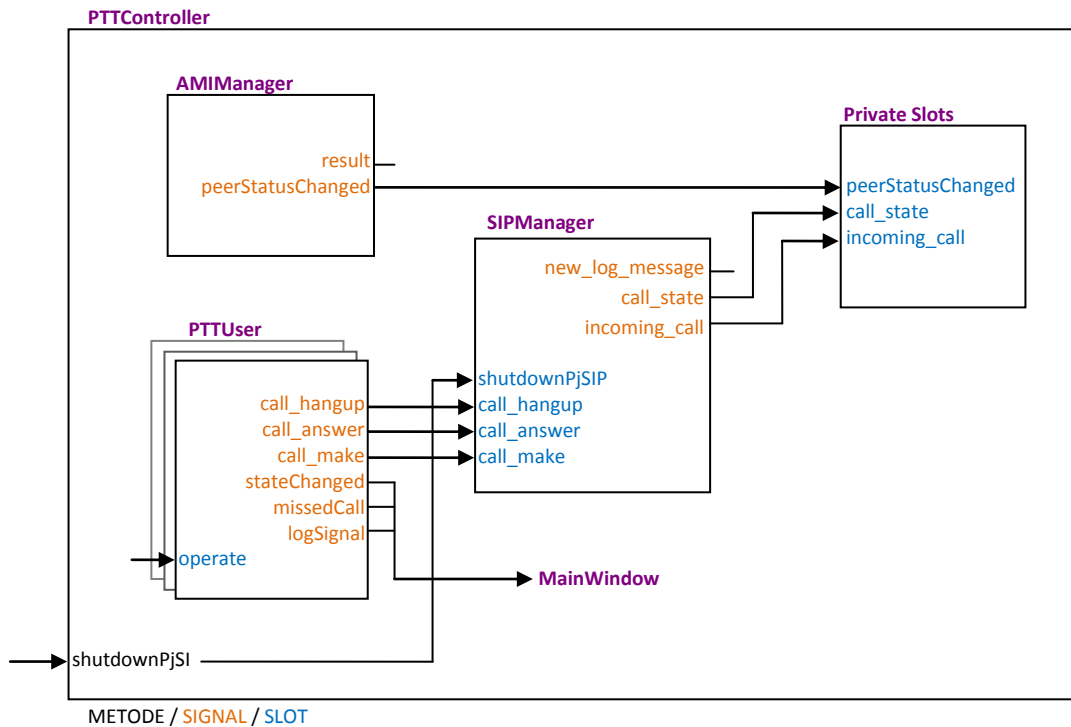 PTTController
AMIManager
result
peerStatusChanged
Private Slots
peerStatusChanged
call_state
incoming_call
SIPManager
new_log_message
call_state
incoming_call
shutdownPjSIP
call_hangup
call_answer
call_make
PTTUser
call_hangup
call_answer
call_make
stateChanged
missedCall
logSignal
operate
MainWindow
shutdownPjSI
METODE / SIGNAL / SLOT